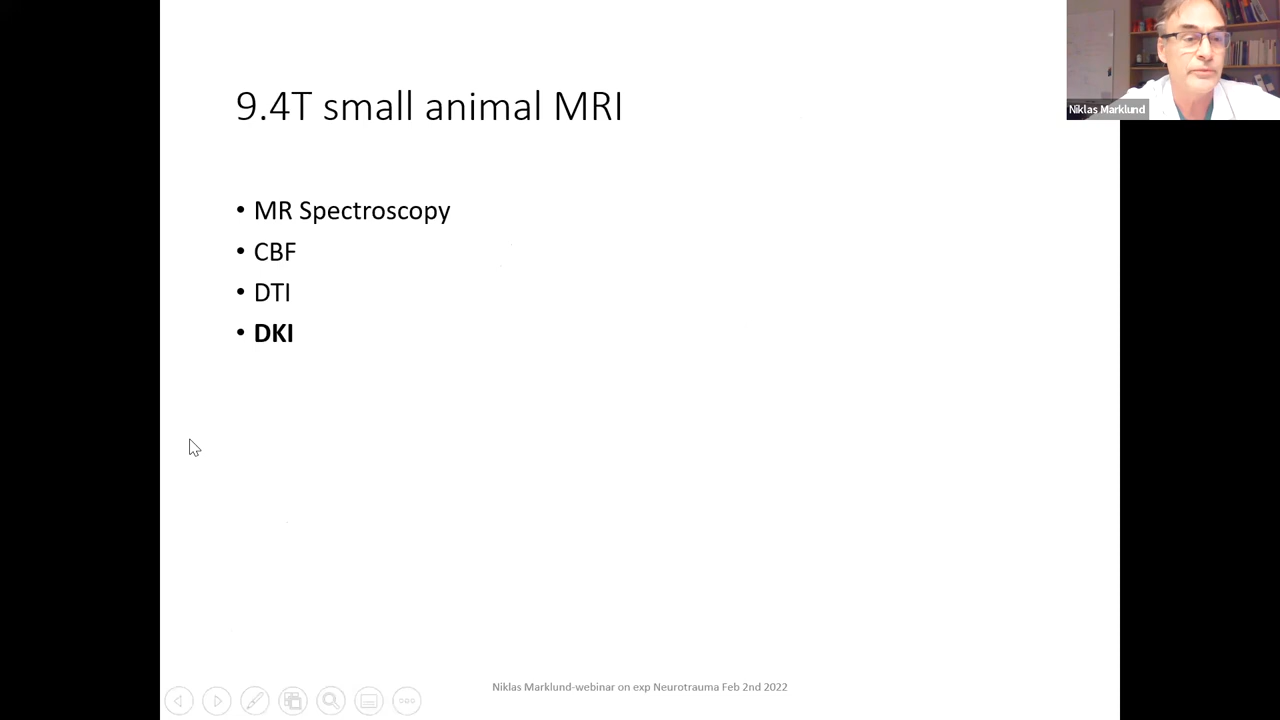 9.4T small animal MRI
• MR Spectroscopy
• CBF
• DTI
• DKI
Niklas Marklund
Niklas Marklund-webinar on exp Neurotrauma Feb 2nd 2022